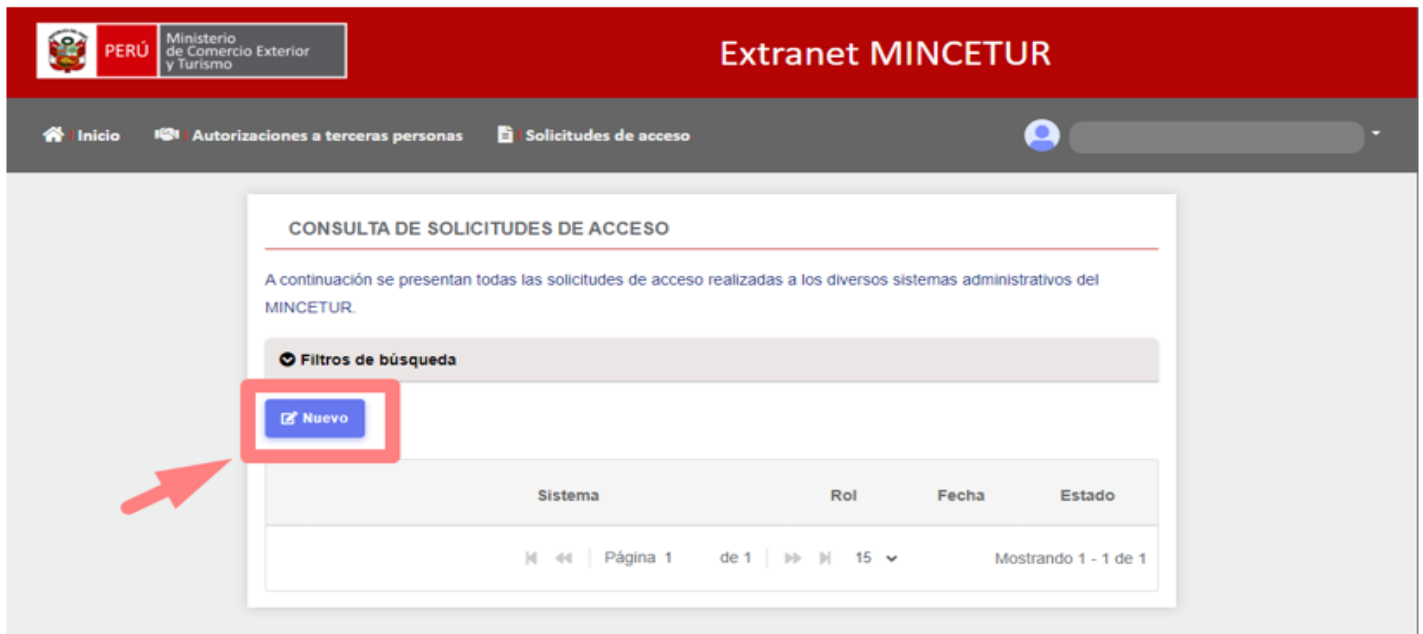 PERÚ
Ministerio
de Comercio Exterior
y Turismo
Extranet MINCETUR
Inicio
Autorizaciones a terceras personas
Solicitudes de acceso
CONSULTA DE SOLICITUDES DE ACCESO
A continuación se presentan todas las solicitudes de acceso realizadas a los diversos sistemas administrativos del
MINCETUR.
Filtros de búsqueda
Nuevo
Sistema Rol Fecha Estado
Página 1 de 1 15 Mostrando 1 - 1 de 1